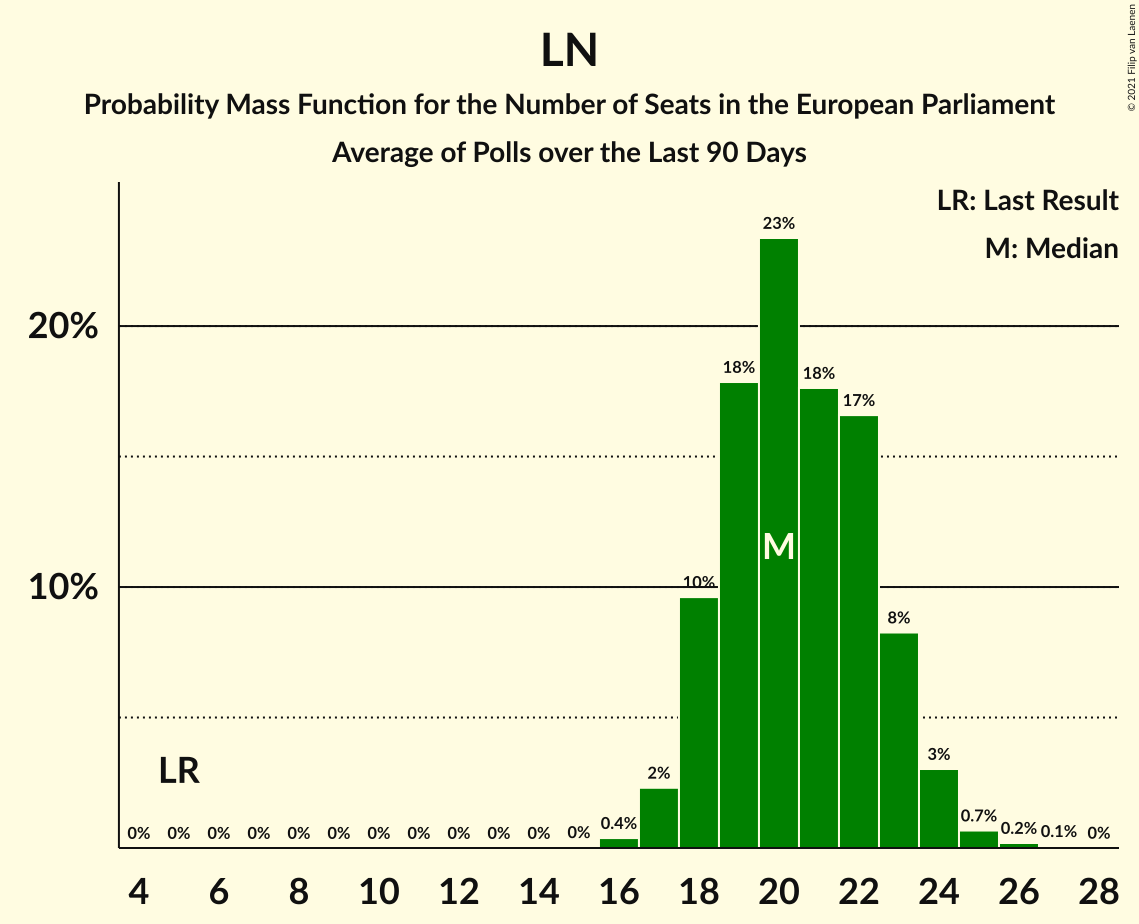 LN
Probability Mass Function for the Number of Seats in the European Parliament
Average of Polls over the Last 90 Days
© 2021 Filip van Laenen
LR: Last Result
M: Median
23%
20%
18%
18%
17%
M
10%
10%
8%
LR
3%
2%
0% 0% 0% 0% 0% 0% 0% 0% 0% 0% 0% 0% 0.4% 0.7% 0.2% 0.1% 0%
4 6 8 10 12 14 16 18 20 22 24 26 28